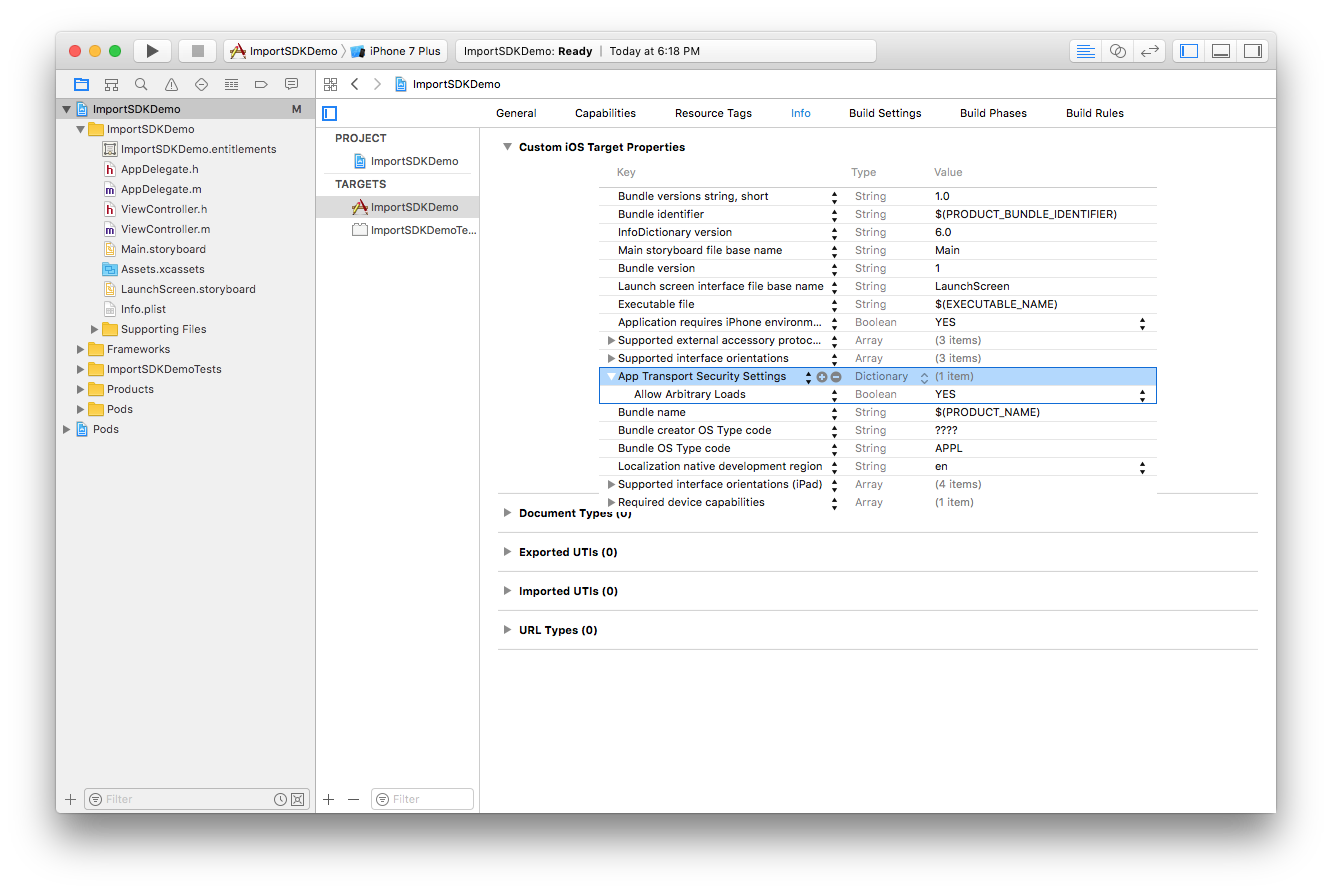 ImportSDKDemo iPhone 7 Plus ImportSDKDemo: Ready | Today at 6:18 PM
ImportSDKDemo
ImportSDKDemo M
ImportSDKDemo
ImportSDKDemo.entitlements
AppDelegate.h
AppDelegate.m
ViewController.h
ViewController.m
Main.storyboard
Assets.xcassets
LaunchScreen.storyboard
Info.plist
Supporting Files
Frameworks
ImportSDKDemoTests
Products
Pods
Pods
Filter
General Capabilities Resource Tags Info Build Settings Build Phases Build Rules
PROJECT
ImportSDKDemo
TARGETS
ImportSDKDemo
ImportSDKDemoTe...
Filter
Custom iOS Target Properties
Key Type Value
Bundle versions string, short String 1.0
Bundle identifier String $(PRODUCT_BUNDLE_IDENTIFIER)
InfoDictionary version String 6.0
Main storyboard file base name String Main
Bundle version String 1
Launch screen interface file base name String LaunchScreen
Executable file String $(EXECUTABLE_NAME)
Application requires iPhone environm... Boolean YES
Supported external accessory protoc... Array (3 items)
Supported interface orientations Array (3 items)
App Transport Security Settings Dictionary (1 item)
Allow Arbitrary Loads Boolean YES
Bundle name String $(PRODUCT_NAME)
Bundle creator OS Type code String ????
Bundle OS Type code String APPL
Localization native development region String en
Supported interface orientations (iPad) Array (4 items)
Required device capabilities Array (1 item)
Document Types (0)
Exported UTIs (0)
Imported UTIs (0)
URL Types (0)